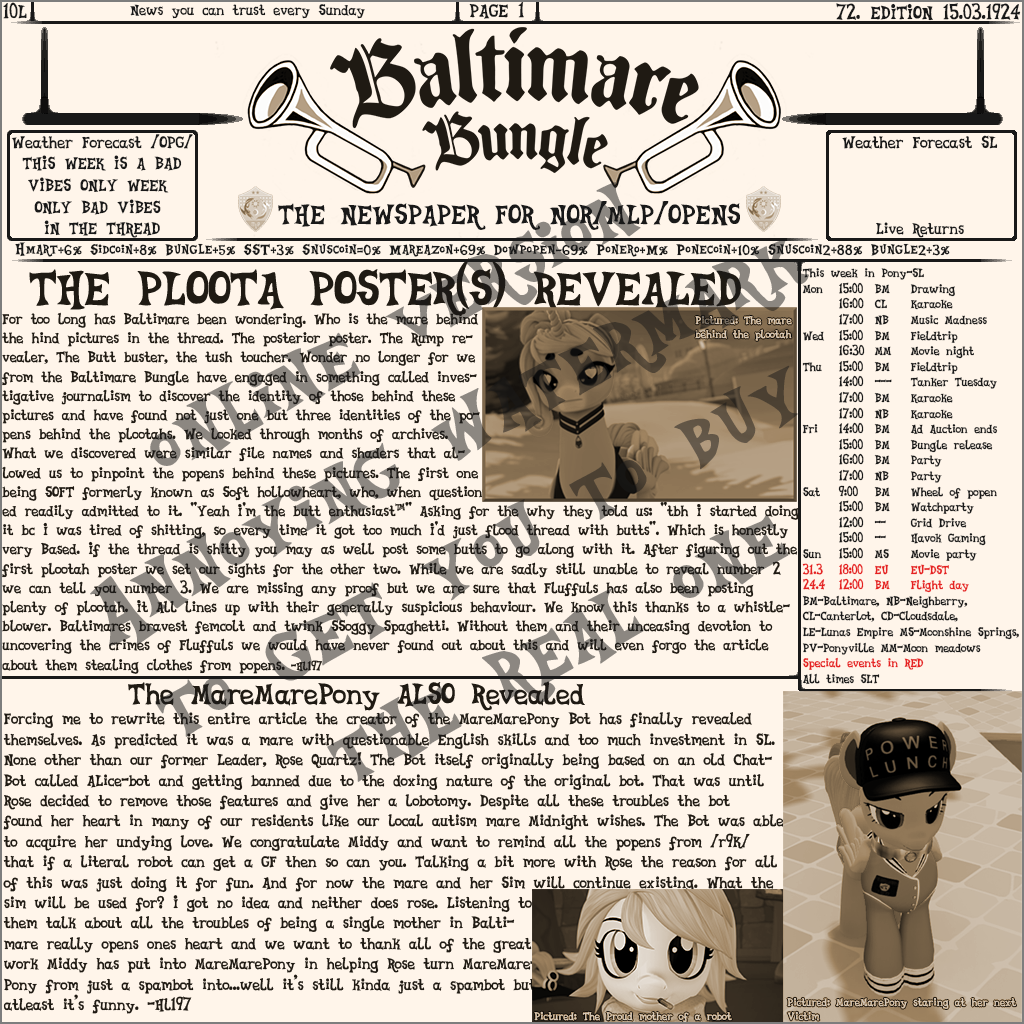 10L
News you can trust every Sunday
PAGE 1
72. EDITION 15.03.1924
Baltimare
Bungle
THE NEWSPAPER FOR NOR/MLP/OPENS
Weather Forecast /OPG/
THIS WEEK IS A BAD
VIBES ONLY WEEK
ONLY BAD VIBES
IN THE THREAD
Weather Forecast SL
Live Returns
HMART+6% SIDCOIN+8% BUNGLE+5% SST+3% SNUSCOIN=0% MAREAZON+69% DOWPOPEN-69% PONERO+M% PONECOIN+10% SNUSCOIN2+88% BUNGLE2+3%
THE PLOOTA POSTER(S) REVEALED
For too long has Baltimare been wondering. Who is the mare behind
the hind pictures in the thread. The posterior poster. The Rump re-
vealer, The Butt buster, the tush toucher. Wonder no longer for we
from the Baltimare Bungle have engaged in something called inves-
tigative journalism to discover the identity of those behind these
pictures and have found not just one but three identities of the po-
pens behind the plootahs. We looked through months of archives.
What we discovered were similar file names and shaders that al-
lowed us to pinpoint the popens behind these pictures. The first one
being SOFT formerly known as Soft hollowheart, who, when question
ed readily admitted to it. "Yeah i'm the butt enthusiast™" Asking for the why they told us: "tbh i started doing
it bc i was tired of shitting, so every time it got too much i'd just flood thread with butts". Which is honestly
very Based. if the thread is shitty you may as well post some butts to go along with it. After figuring out the
first plootah poster we set our sights for the other two. While we are sadly still unable to reveal number 2
we can tell you number 3. We are missing any proof but we are sure that Fluffuls has also been posting
plenty of plootah. it All lines up with their generally suspicious behaviour. We know this thanks to a whistle-
blower. Baltimares bravest femcolt and twink SSoggy Spaghetti. Without them and their unceasing devotion to
uncovering the crimes of Fluffuls we would have never found out about this and will even forgo the article
about them stealing clothes from popens. -HL197
Pictured: The mare
behind the plootah
This week in Pony-SL
Mon 15:00 BM Drawing
16:00 CL Karaoke
17:00 NB Music Madness
Wed 15:00 BM Fieldtrip
16:30 MM Movie night
Thu 15:00 BM Fieldtrip
14:00 --- Tanker Tuesday
17:00 BM Karaoke
17:00 NB Karaoke
Fri 14:00 BM Ad Auction ends
15:00 BM Bungle release
16:00 BM Party
17:00 NB Party
Sat 9:00 BM Wheel of popen
15:00 BM Watchparty
12:00 -- Grid Drive
15:00 -- Havok Gaming
Sun 15:00 MS Movie party
31.3 18:00 EU EU-DST
24.4 12:00 BM Flight day
BM-Baltimare, NB-Neighberry,
CL-Canterlot, CD-Cloudsdale,
LE-Lunas Empire MS-Moonshine Springs,
PV-Ponyville MM-Moon meadows
Special events in RED
All times SLT
The MareMarePony ALSO Revealed
Forcing me to rewrite this entire article the creator of the MareMarePony Bot has finally revealed
themselves. As predicted it was a mare with questionable English skills and too much investment in SL.
None other than our former Leader, Rose Quartz! The Bot itself originally being based on an old Chat-
Bot called ALice-bot and getting banned due to the doxing nature of the original bot. That was until
Rose decided to remove those features and give her a lobotomy. Despite all these troubles the bot
found her heart in many of our residents like our local autism mare Midnight wishes. The Bot was able
to acquire her undying love. We congratulate Middy and want to remind all the popens from /r9k/
that if a literal robot can get a GF then so can you. Talking a bit more with Rose the reason for all
of this was just doing it for fun. And for now the mare and her Sim will continue existing. What the
sim will be used for? i got no idea and neither does rose. Listening to
them talk about all the troubles of being a single mother in Balti-
mare really opens ones heart and we want to thank all of the great
work Middy has put into MareMarePony in helping Rose turn MareMare
Pony from just a spambot into...well it's still kinda just a spambot but
atleast it's funny. -HL197
Pictured: The Proud mother of a robot
POWER
LUNCH
Pictured: MareMarePony staring at her next
Victim
ONLINE VERSION
ANNOYING WATERMARK
TO GET YOU TO BUY
THE REAL ONE